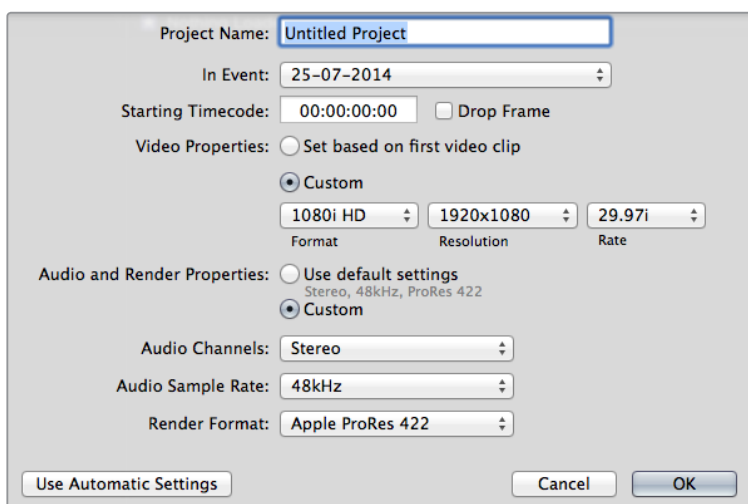 Project Name: Untitled Project
In Event: 25-07-2014
Starting Timecode: 00:00:00:00 Drop Frame
Video Properties: Set based on first video clip
Custom
1080i HD 1920x1080 29.97i
Format Resolution Rate
Audio and Render Properties: Use default settings
Stereo, 48kHz, ProRes 422
Custom
Audio Channels: Stereo
Audio Sample Rate: 48kHz
Render Format: Apple ProRes 422
Use Automatic Settings Cancel OK